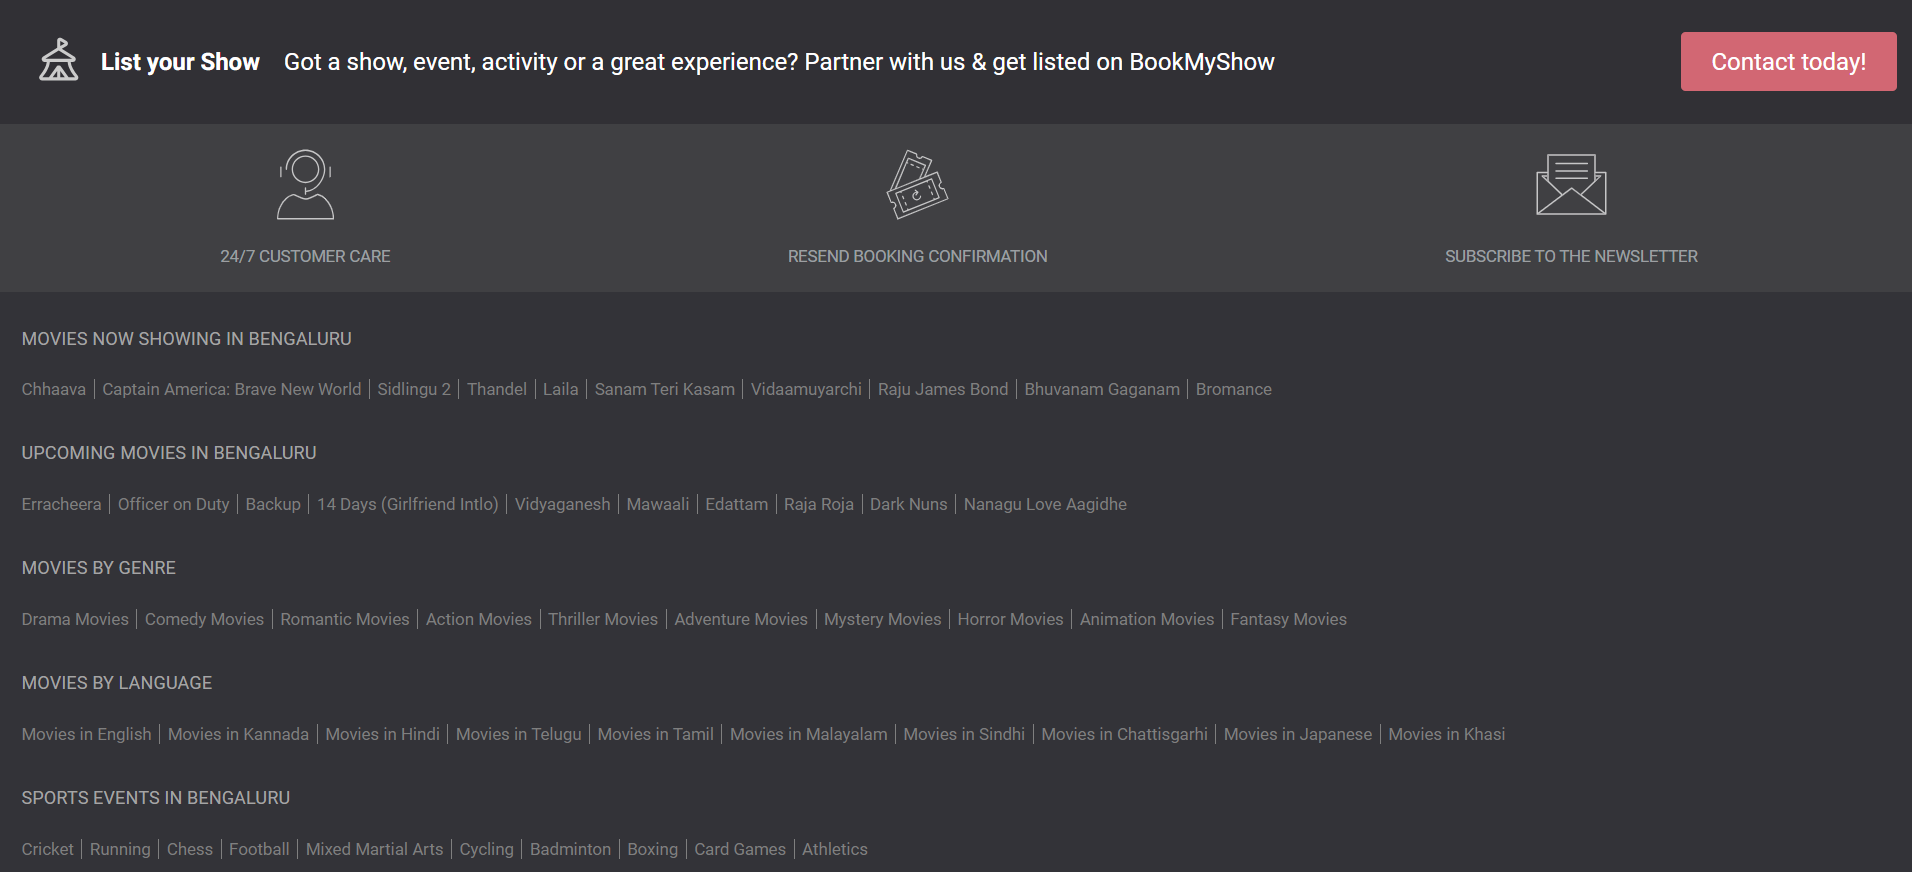 List your Show Got a show, event, activity or a great experience? Partner with us & get listed on BookMyShow Contact today!
24/7 CUSTOMER CARE RESEND BOOKING CONFIRMATION SUBSCRIBE TO THE NEWSLETTER
MOVIES NOW SHOWING IN BENGALURU
Chhaava | Captain America: Brave New World | Sidlingu 2 | Thandel | Laila | Sanam Teri Kasam | Vidaamuyarchi | Raju James Bond | Bhuvanam Gaganam | Bromance
UPCOMING MOVIES IN BENGALURU
Erracheera | Officer on Duty | Backup | 14 Days (Girlfriend Intlo) | Vidyaganesh | Mawaali | Edattam | Raja Roja | Dark Nuns | Nanagu Love Aagidhe
MOVIES BY GENRE
Drama Movies | Comedy Movies | Romantic Movies | Action Movies | Thriller Movies | Adventure Movies | Mystery Movies | Horror Movies | Animation Movies | Fantasy Movies
MOVIES BY LANGUAGE
Movies in English | Movies in Kannada | Movies in Hindi | Movies in Telugu | Movies in Tamil | Movies in Malayalam | Movies in Sindhi | Movies in Chattisgarhi | Movies in Japanese | Movies in Khasi
SPORTS EVENTS IN BENGALURU
Cricket | Running | Chess | Football | Mixed Martial Arts | Cycling | Badminton | Boxing | Card Games | Athletics